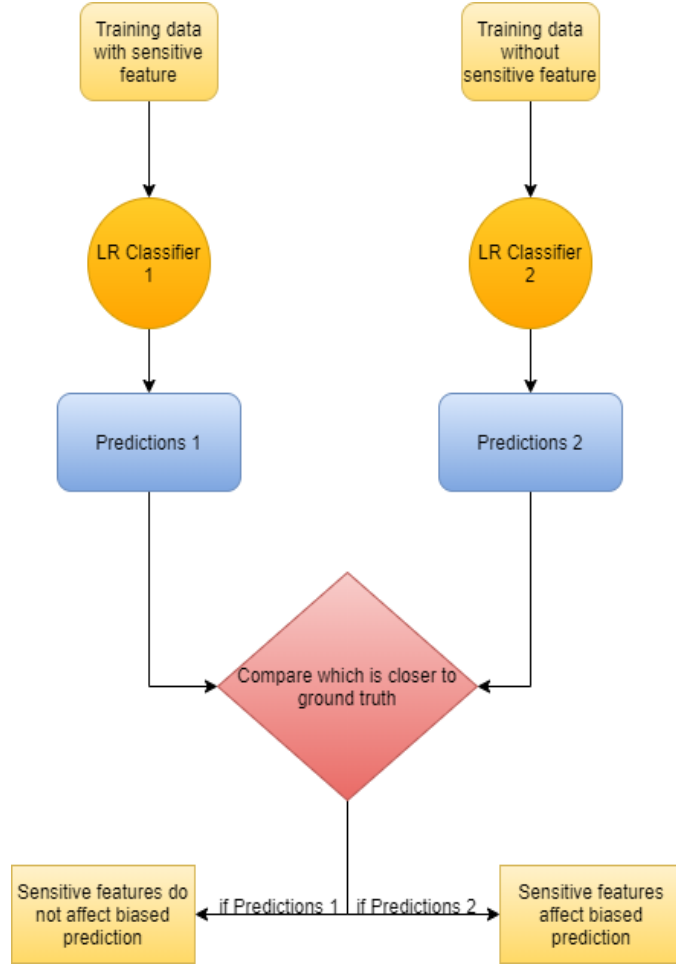 Training data
with sensitive
feature
Training data
without
sensitive feature
LR Classifier
1
LR Classifier
2
Predictions 1
Predictions 2
Compare which is closer to
ground truth
if Predictions 1
if Predictions 2
Sensitive features do
not affect biased
prediction
Sensitive features
affect biased
prediction